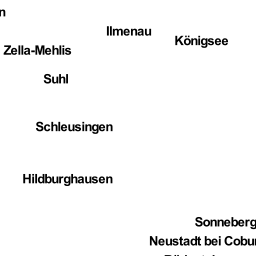 n
Ilmenau
Königsee
Zella-Mehlis
Suhl
Schleusingen
Hildburghausen
Sonneberg
Neustadt bei Cobur